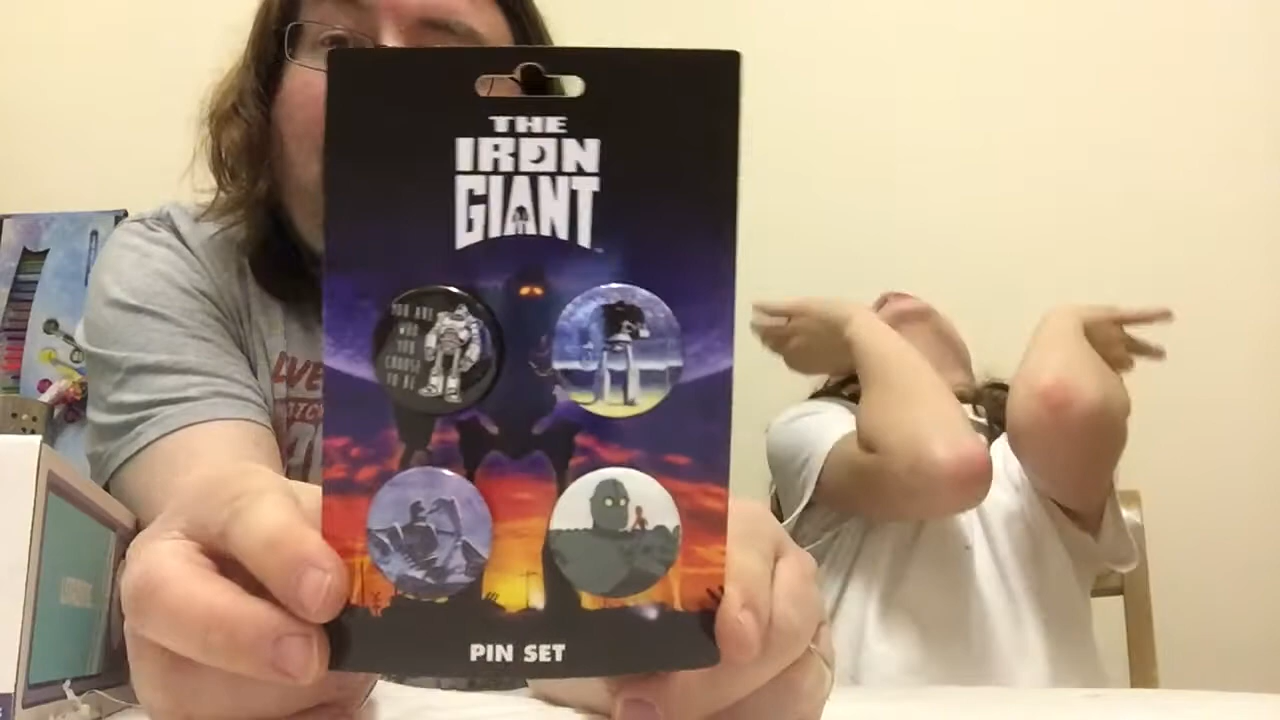 THE
IRON
GIANT
YOU ARE
WHO
YOU
CHOOSE
TO BE
PIN SET